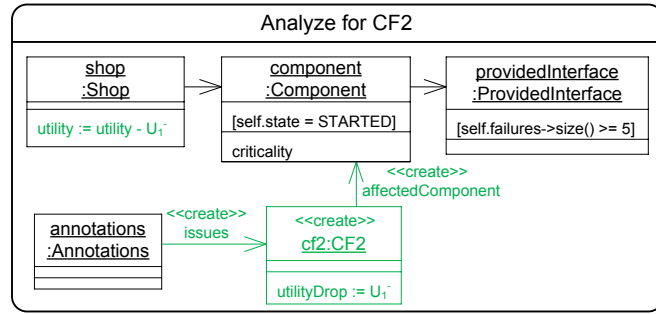 Analyze for CF2
shop
:Shop
utility := utility - U₁⁻
component
:Component
[self.state = STARTED]
criticality
providedInterface
:ProvidedInterface
[self.failures->size() >= 5]
<<create>>
affectedComponent
annotations
:Annotations
<<create>>
issues
<<create>>
cf2:CF2
utilityDrop := U₁⁻